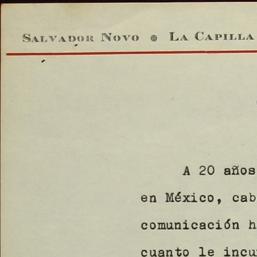 SALVADOR NOVO ● LA CAPILLA
A 20 años
en México, cab
comunicación h
cuanto le incu